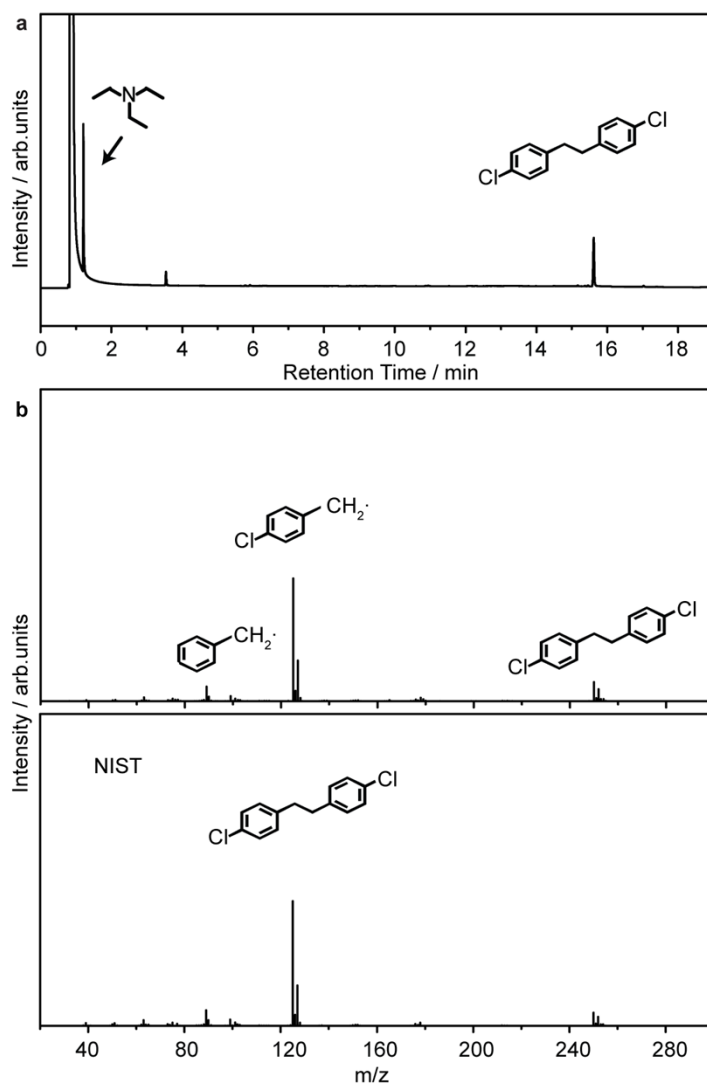 a
Intensity / arb.units
N
Cl
Cl
0 2 4 6 8 10 12 14 16 18
Retention Time / min
b
Intensity / arb.units
CH₂·
Cl
CH₂·
Cl
Cl
NIST
Cl
Cl
40 80 120 160 200 240 280
m/z